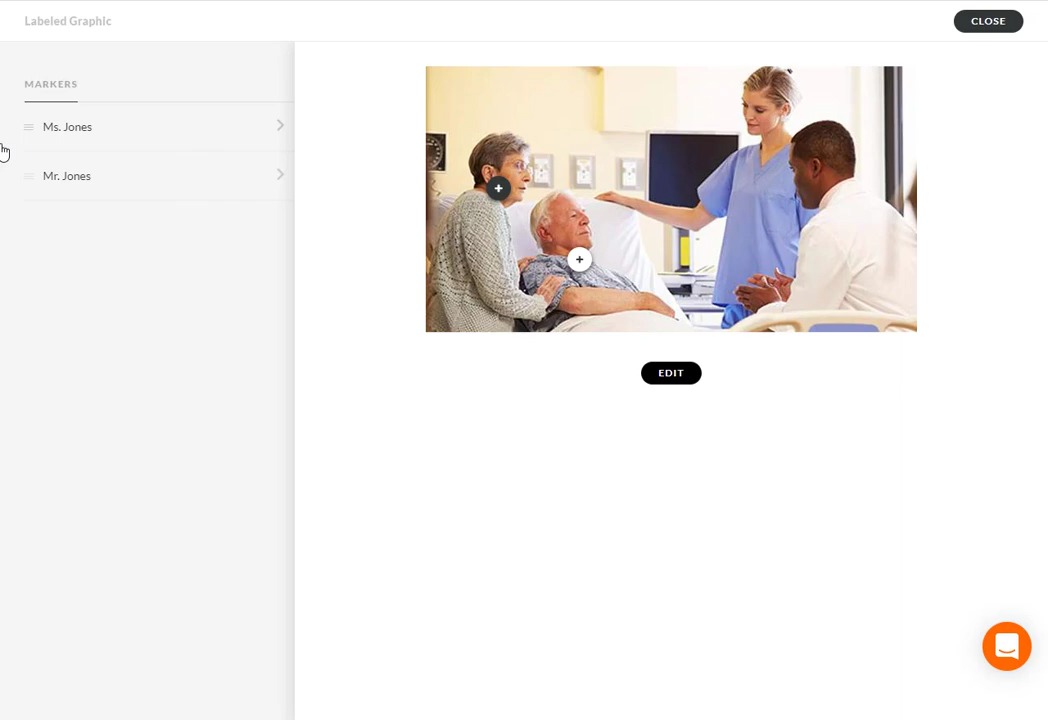 Labeled Graphic
CLOSE
MARKERS
Ms. Jones
Mr. Jones
EDIT